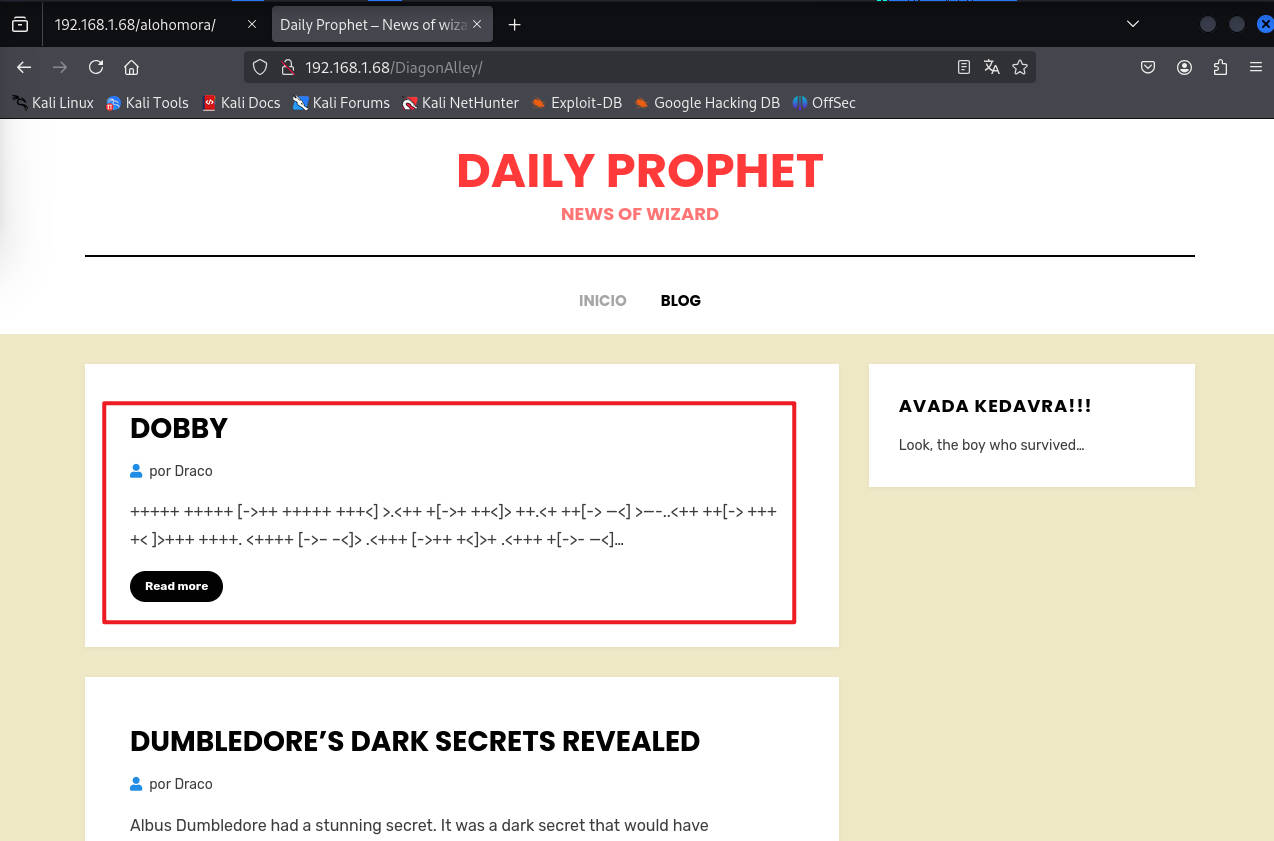 192.168.1.68/alohomora/
Daily Prophet – News of wiza
192.168.1.68/DiagonAlley/
Kali Linux Kali Tools Kali Docs Kali Forums Kali NetHunter Exploit-DB Google Hacking DB OffSec
DAILY PROPHET
NEWS OF WIZARD
INICIO BLOG
DOBBY
por Draco
+++++ +++++ [->++ +++++ +++<] >.<++ +[->+ ++<]> ++.<+ ++[-> —<] >—-..<++ ++[-> +++
+< ]>+++ ++++. <++++ [->– –<]> .<+++ [->++ +<]>+ .<+++ +[->- —<]…
Read more
AVADA KEDAVRA!!!
Look, the boy who survived…
DUMBLEDORE’S DARK SECRETS REVEALED
por Draco
Albus Dumbledore had a stunning secret. It was a dark secret that would have